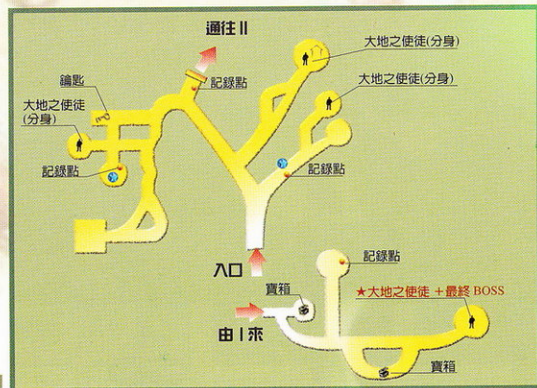 通往 II
大地之使徒(分身)
鑰匙
記錄點
大地之使徒
(分身)
大地之使徒(分身)
記錄點
記錄點
入口
記錄點
寶箱
★大地之使徒 + 最終 BOSS
由 I 來
寶箱